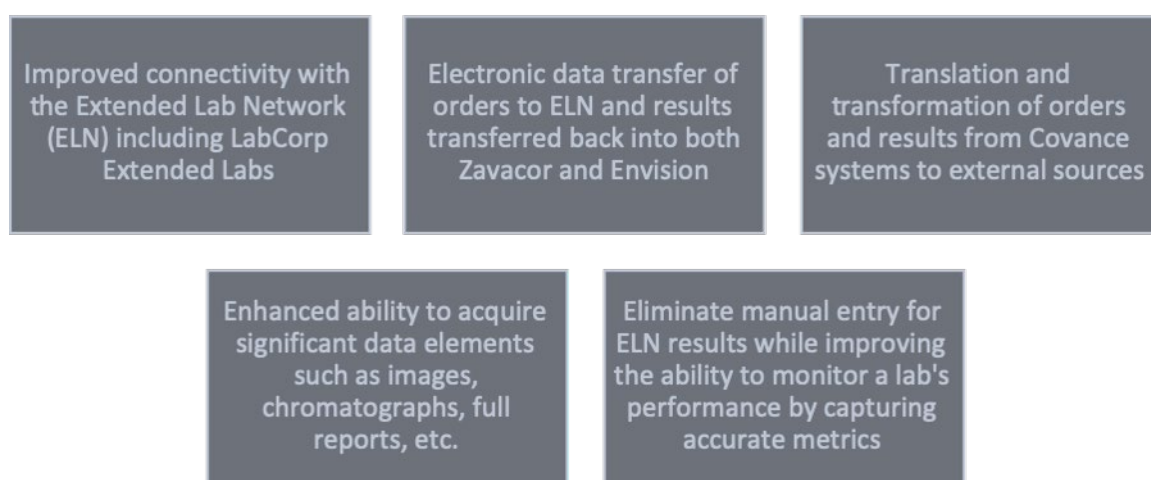 Improved connectivity with
the Extended Lab Network
(ELN) including LabCorp
Extended Labs
Electronic data transfer of
orders to ELN and results
transferred back into both
Zavacor and Envision
Translation and
transformation of orders
and results from Covance
systems to external sources
Enhanced ability to acquire
significant data elements
such as images,
chromatographs, full
reports, etc.
Eliminate manual entry for
ELN results while improving
the ability to monitor a lab's
performance by capturing
accurate metrics